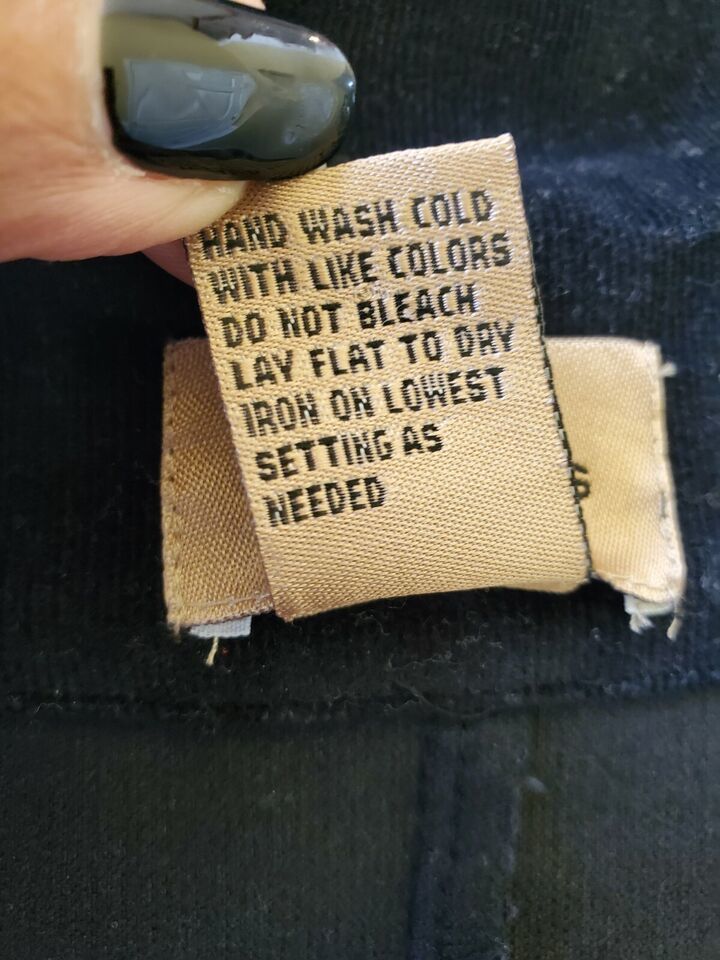 HAND WASH COLD
WITH LIKE COLORS
DO NOT BLEACH
LAY FLAT TO DRY
IRON ON LOWEST
SETTING AS
NEEDED